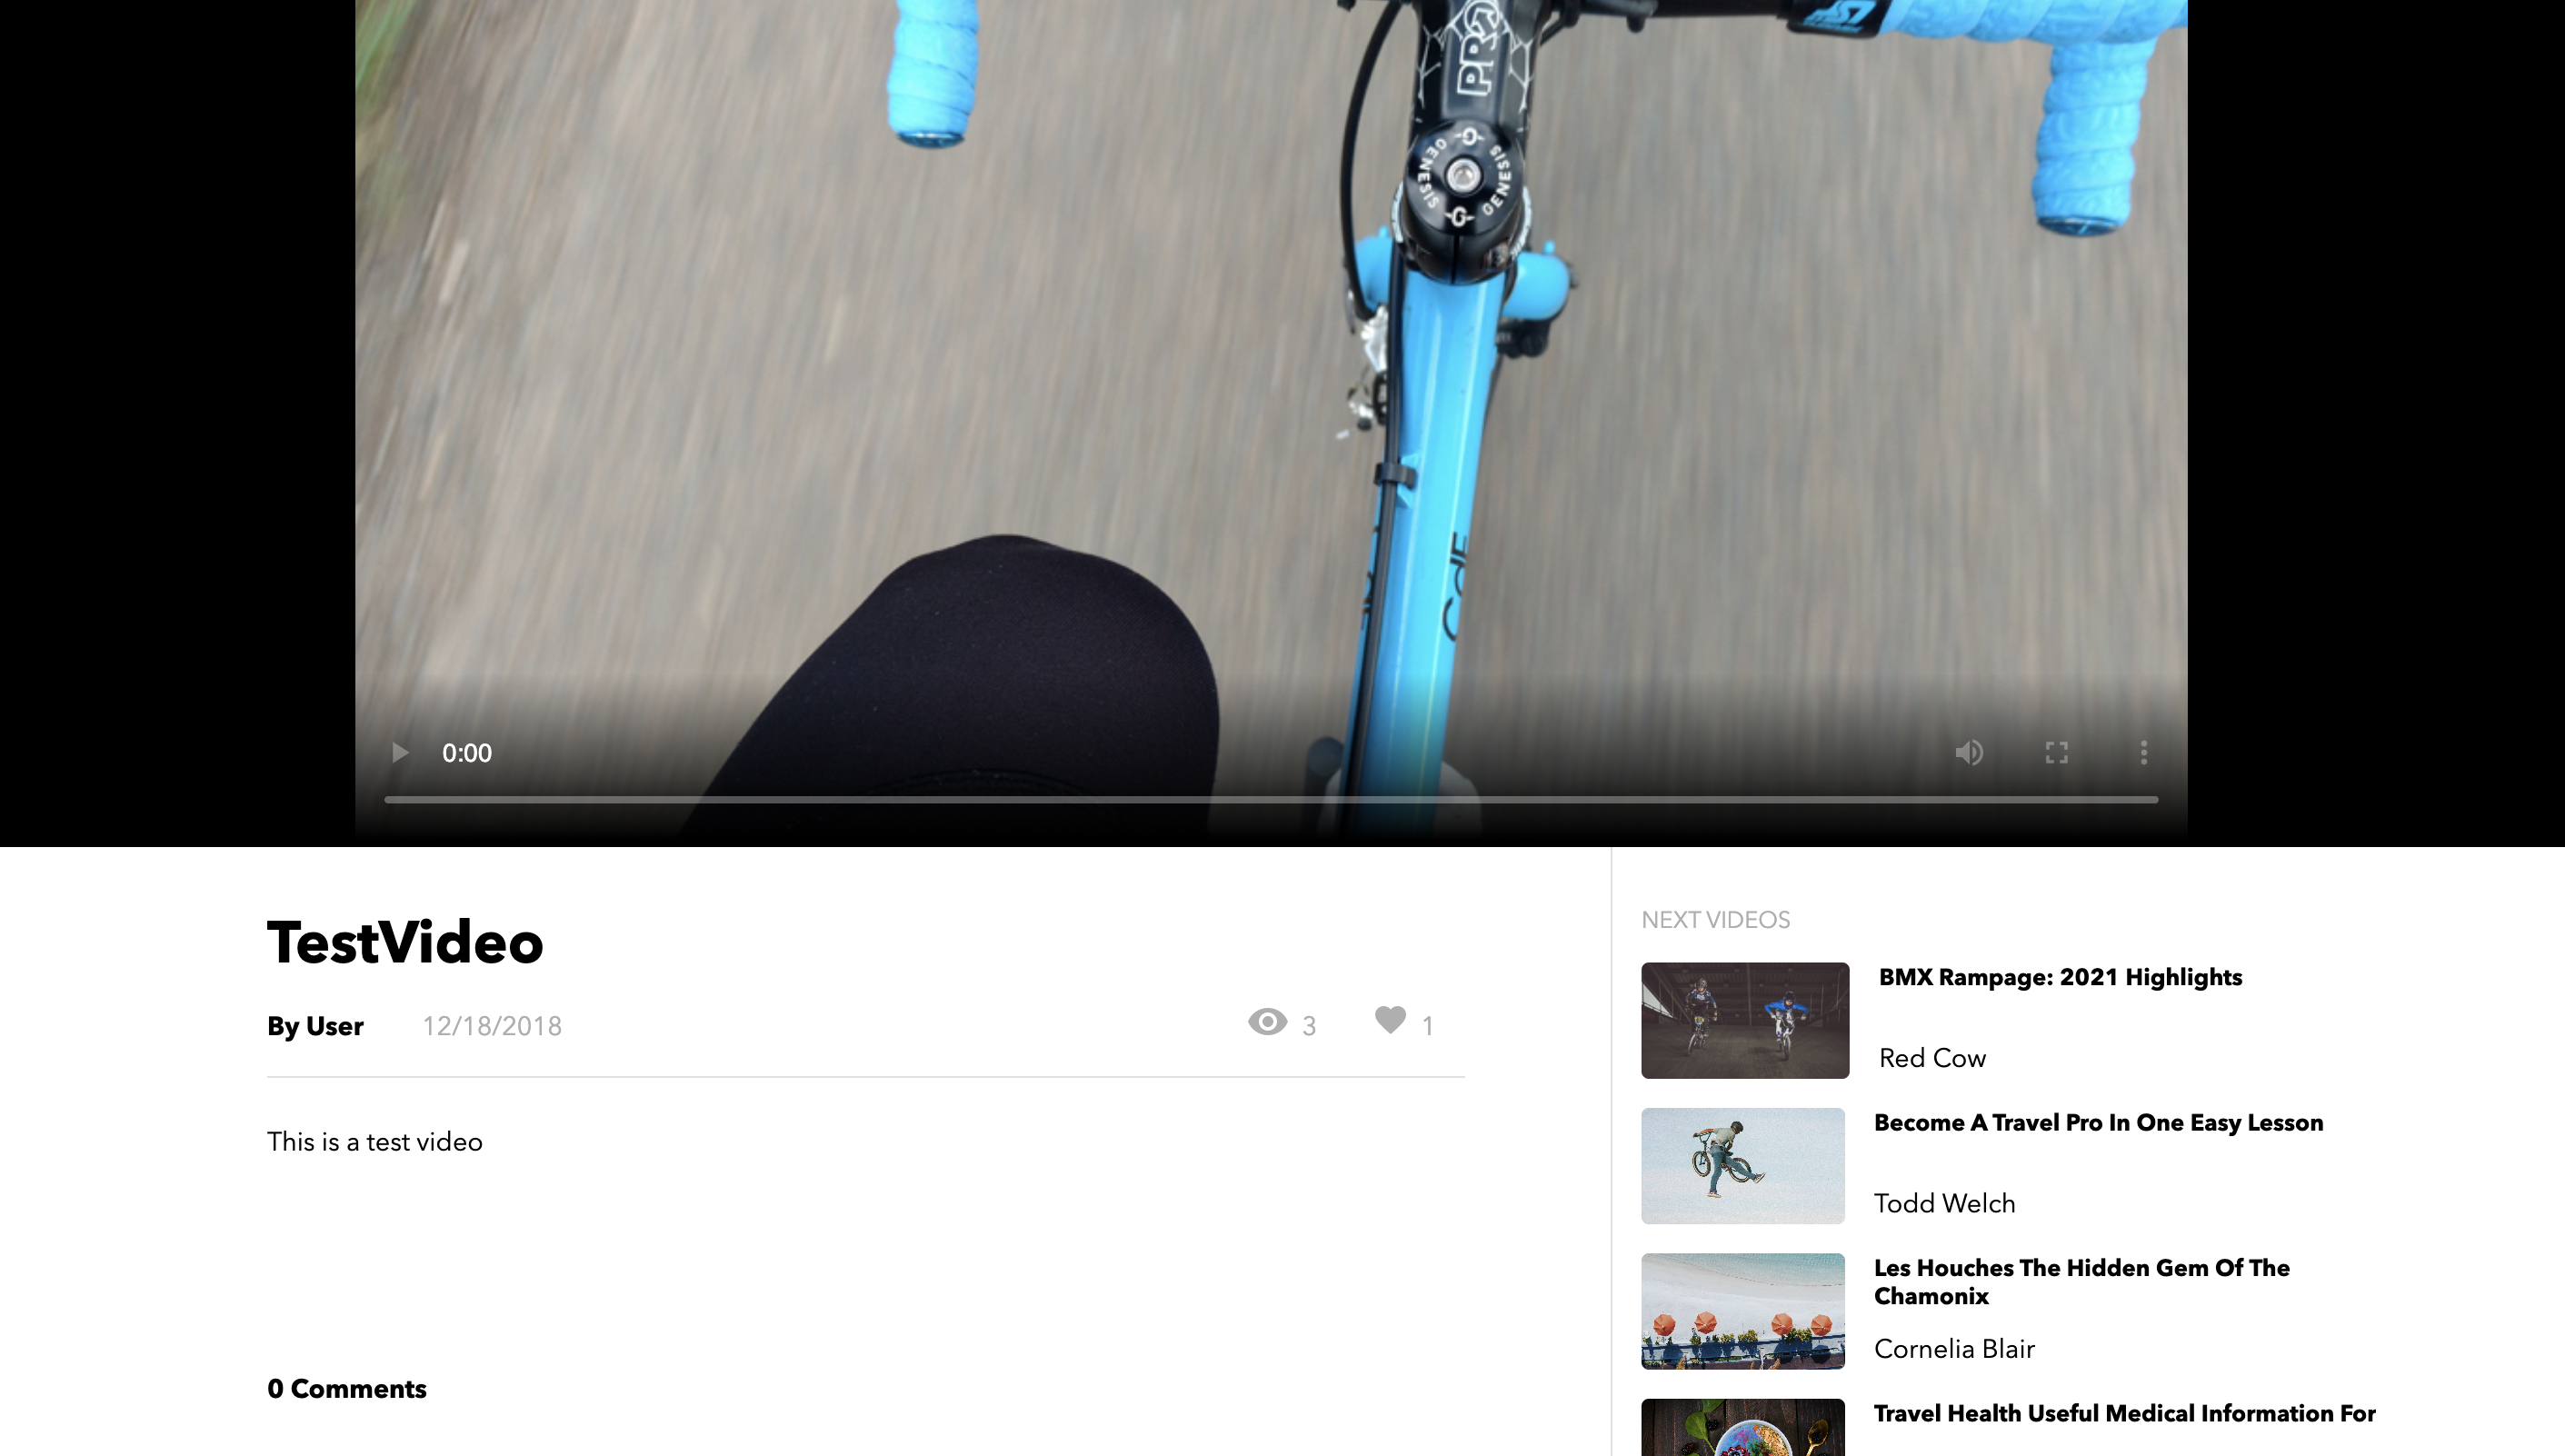 PRO
GENESIS
GENESIS
CdF
0:00
TestVideo
By User 12/18/2018 3 1
This is a test video
0 Comments
NEXT VIDEOS
BMX Rampage: 2021 Highlights
Red Cow
Become A Travel Pro In One Easy Lesson
Todd Welch
Les Houches The Hidden Gem Of The
Chamonix
Cornelia Blair
Travel Health Useful Medical Information For